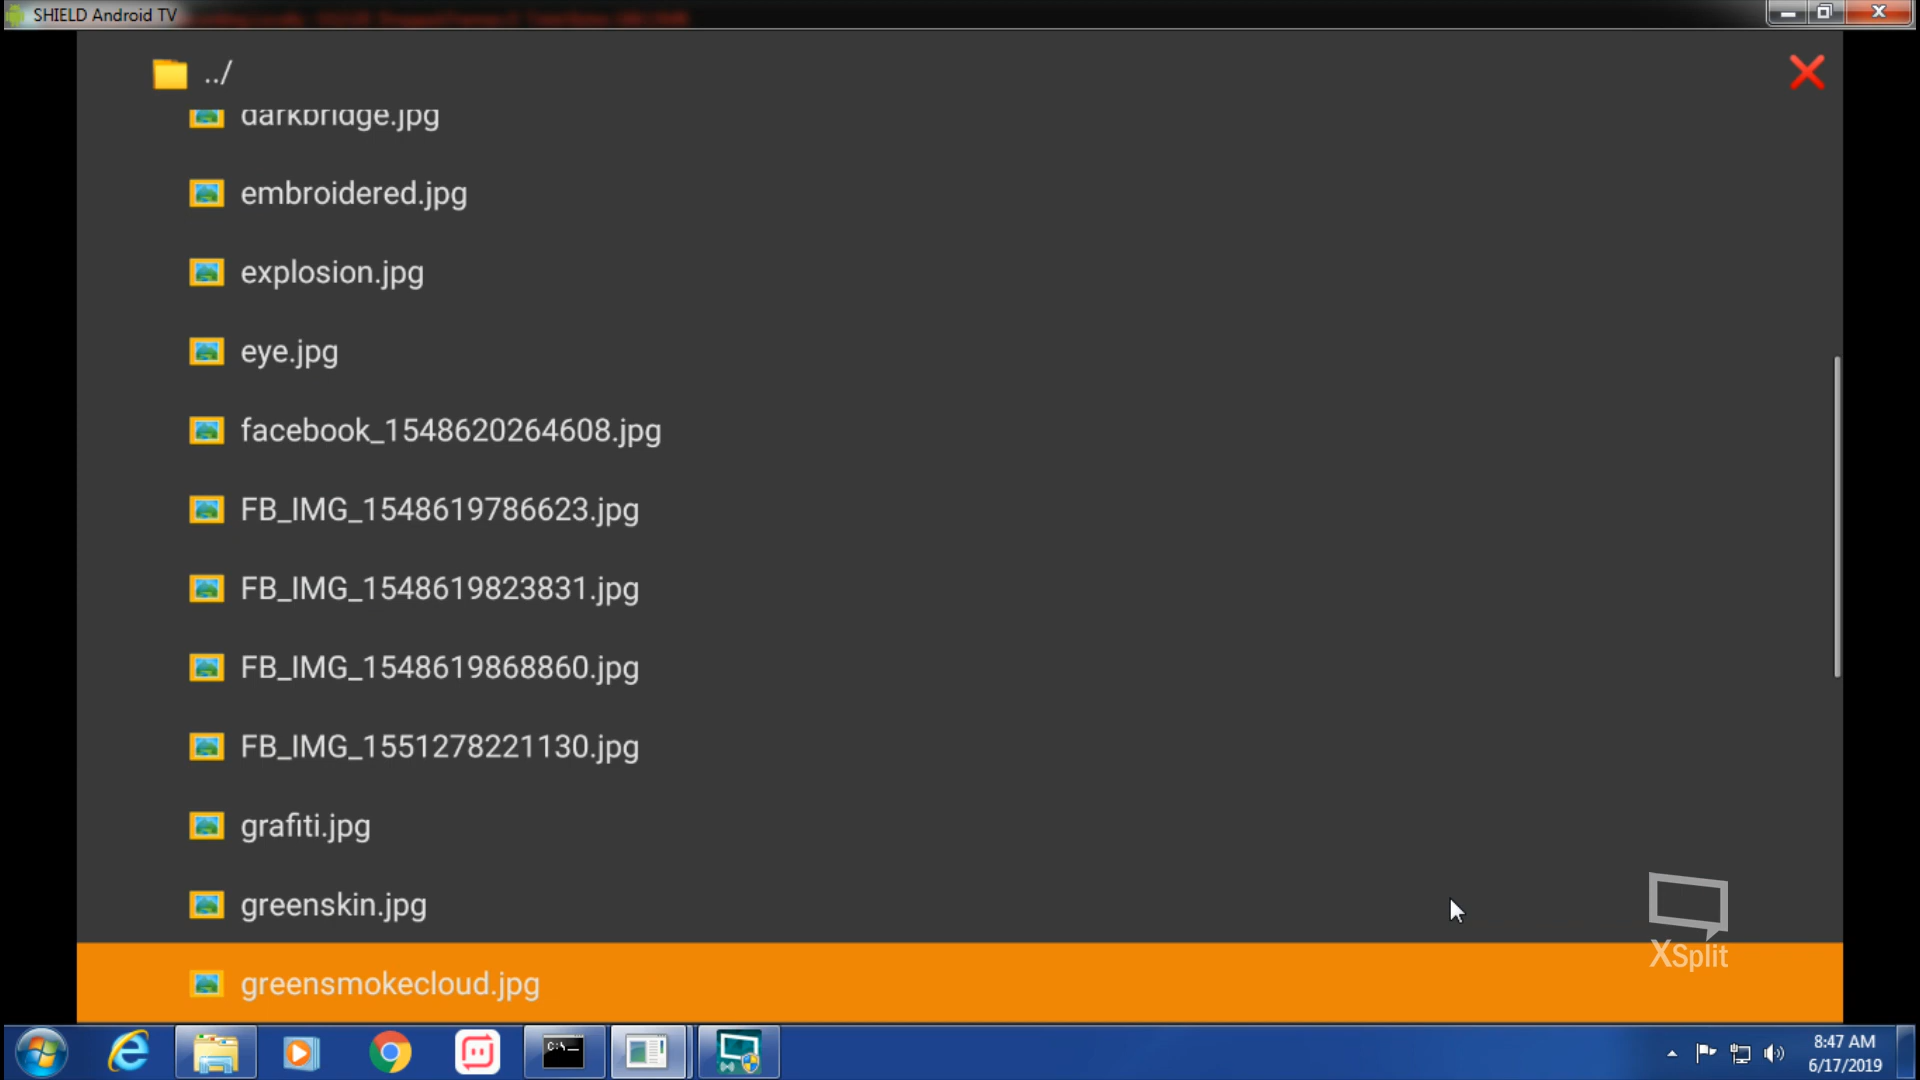 SHIELD Android TV
../
darkbridge.jpg
embroidered.jpg
explosion.jpg
eye.jpg
facebook_1548620264608.jpg
FB_IMG_1548619786623.jpg
FB_IMG_1548619823831.jpg
FB_IMG_1548619868860.jpg
FB_IMG_1551278221130.jpg
grafiti.jpg
greenskin.jpg
greensmokecloud.jpg
XSplit
C:\
8:47 AM
6/17/2019